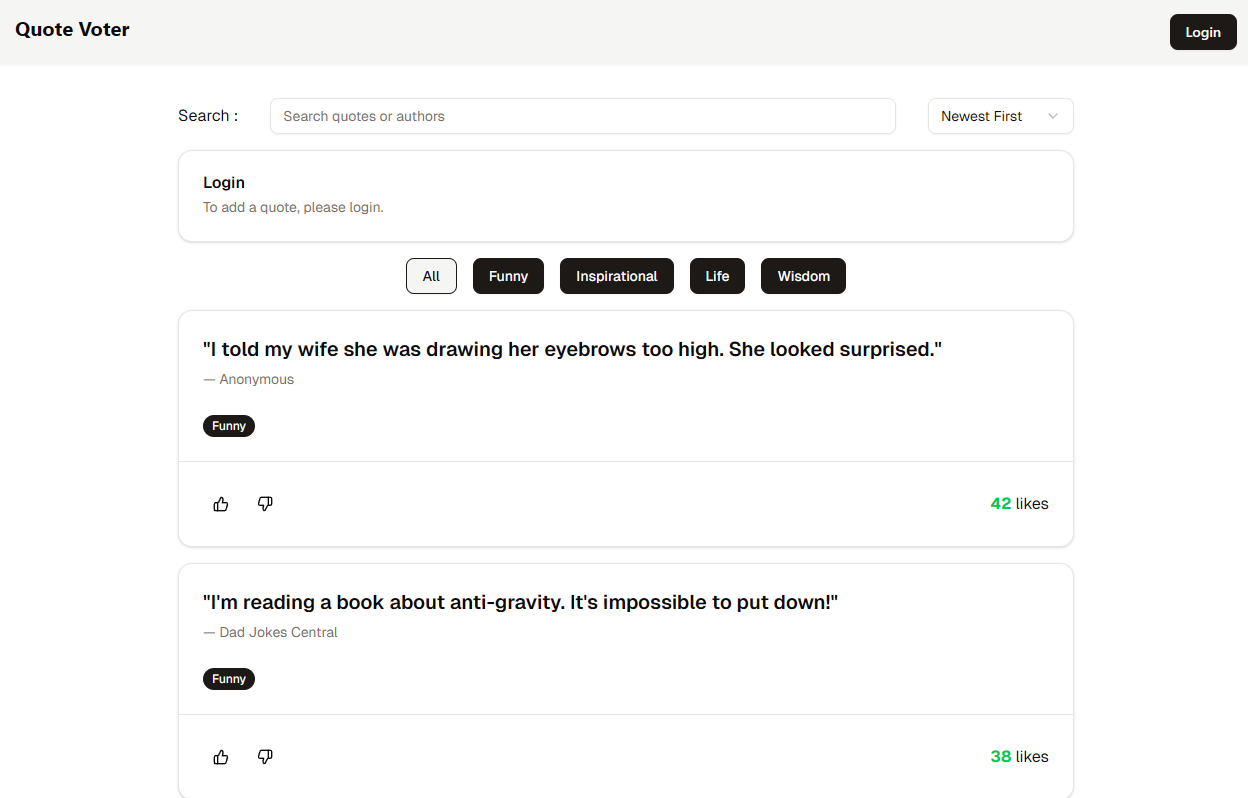 Quote Voter
Login
Search :
Search quotes or authors
Newest First
Login
To add a quote, please login.
All
Funny
Inspirational
Life
Wisdom
"I told my wife she was drawing her eyebrows too high. She looked surprised."
— Anonymous
Funny
42 likes
"I'm reading a book about anti-gravity. It's impossible to put down!"
— Dad Jokes Central
Funny
38 likes